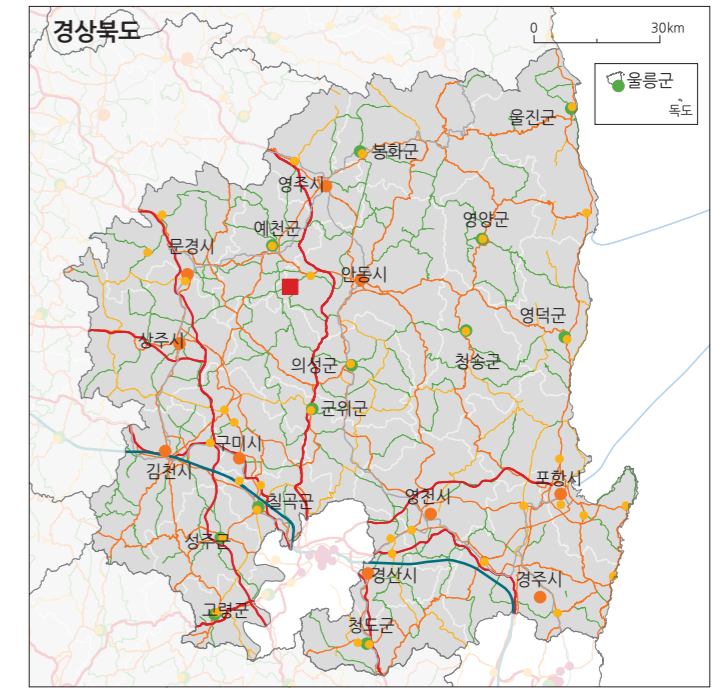 경상북도
0 30km
울릉군
독도
울진군
봉화군
영주시
예천군
영양군
문경시
안동시
영덕군
상주시
의성군
청송군
군위군
구미시
김천시
포항시
칠곡군
영천시
성주군
경산시
경주시
고령군
청도군